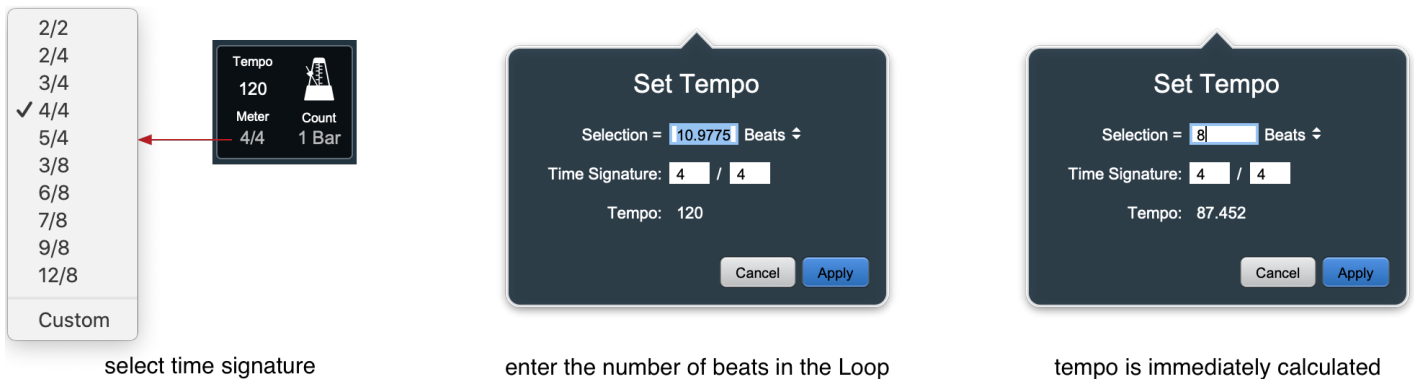 2/2
2/4
3/4
✓ 4/4
5/4
3/8
6/8
7/8
9/8
12/8
Custom
Tempo
120
Meter Count
4/4 1 Bar
select time signature
Set Tempo
Selection = 10.9775 Beats
Time Signature: 4 / 4
Tempo: 120
Cancel Apply
enter the number of beats in the Loop
Set Tempo
Selection = 8 Beats
Time Signature: 4 / 4
Tempo: 87.452
Cancel Apply
tempo is immediately calculated